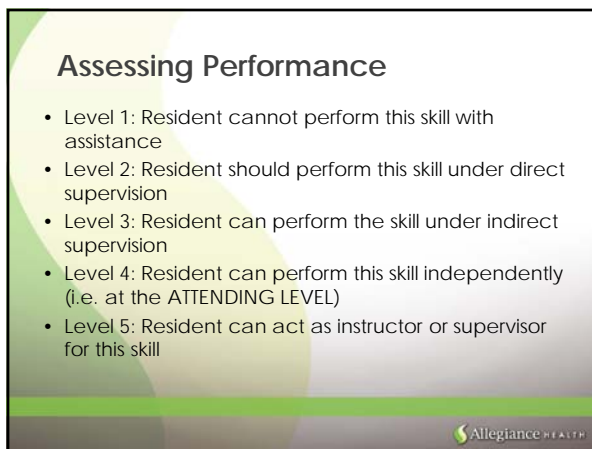 Assessing Performance
• Level 1: Resident cannot perform this skill with
assistance
• Level 2: Resident should perform this skill under direct
supervision
• Level 3: Resident can perform the skill under indirect
supervision
• Level 4: Resident can perform this skill independently
(i.e. at the ATTENDING LEVEL)
• Level 5: Resident can act as instructor or supervisor
for this skill
Allegiance HEALTH